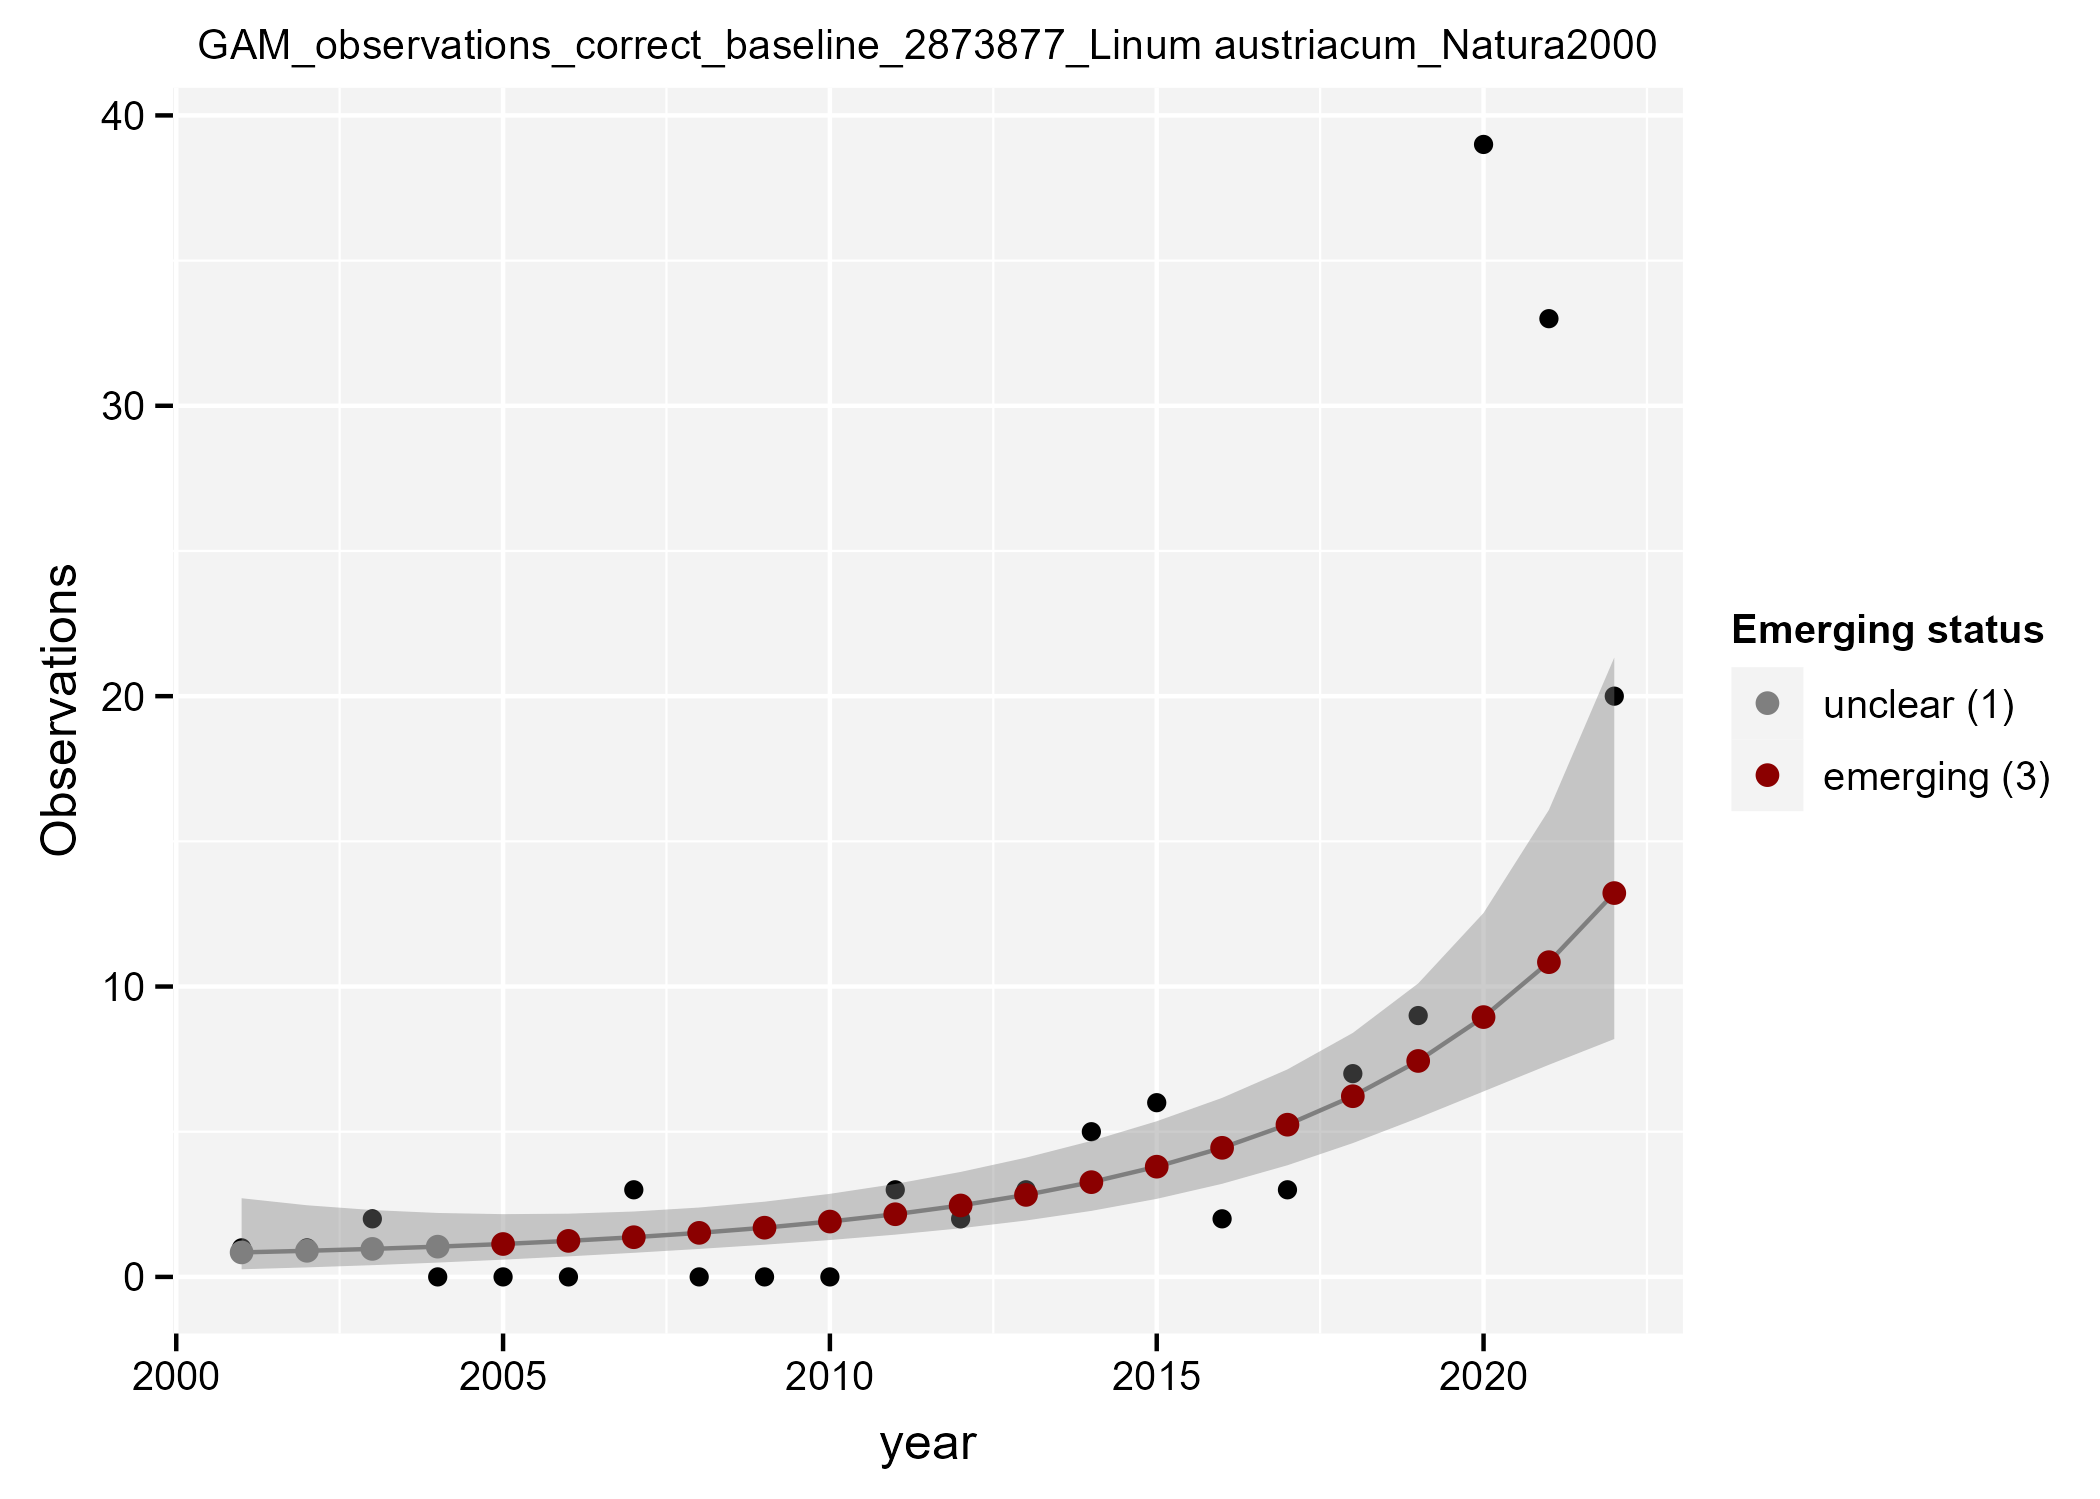 GAM_observations_correct_baseline_2873877_Linum austriacum_Natura2000
40
30
20
10
0
Observations
2000
2005
2010
2015
2020
year
Emerging status
unclear (1)
emerging (3)